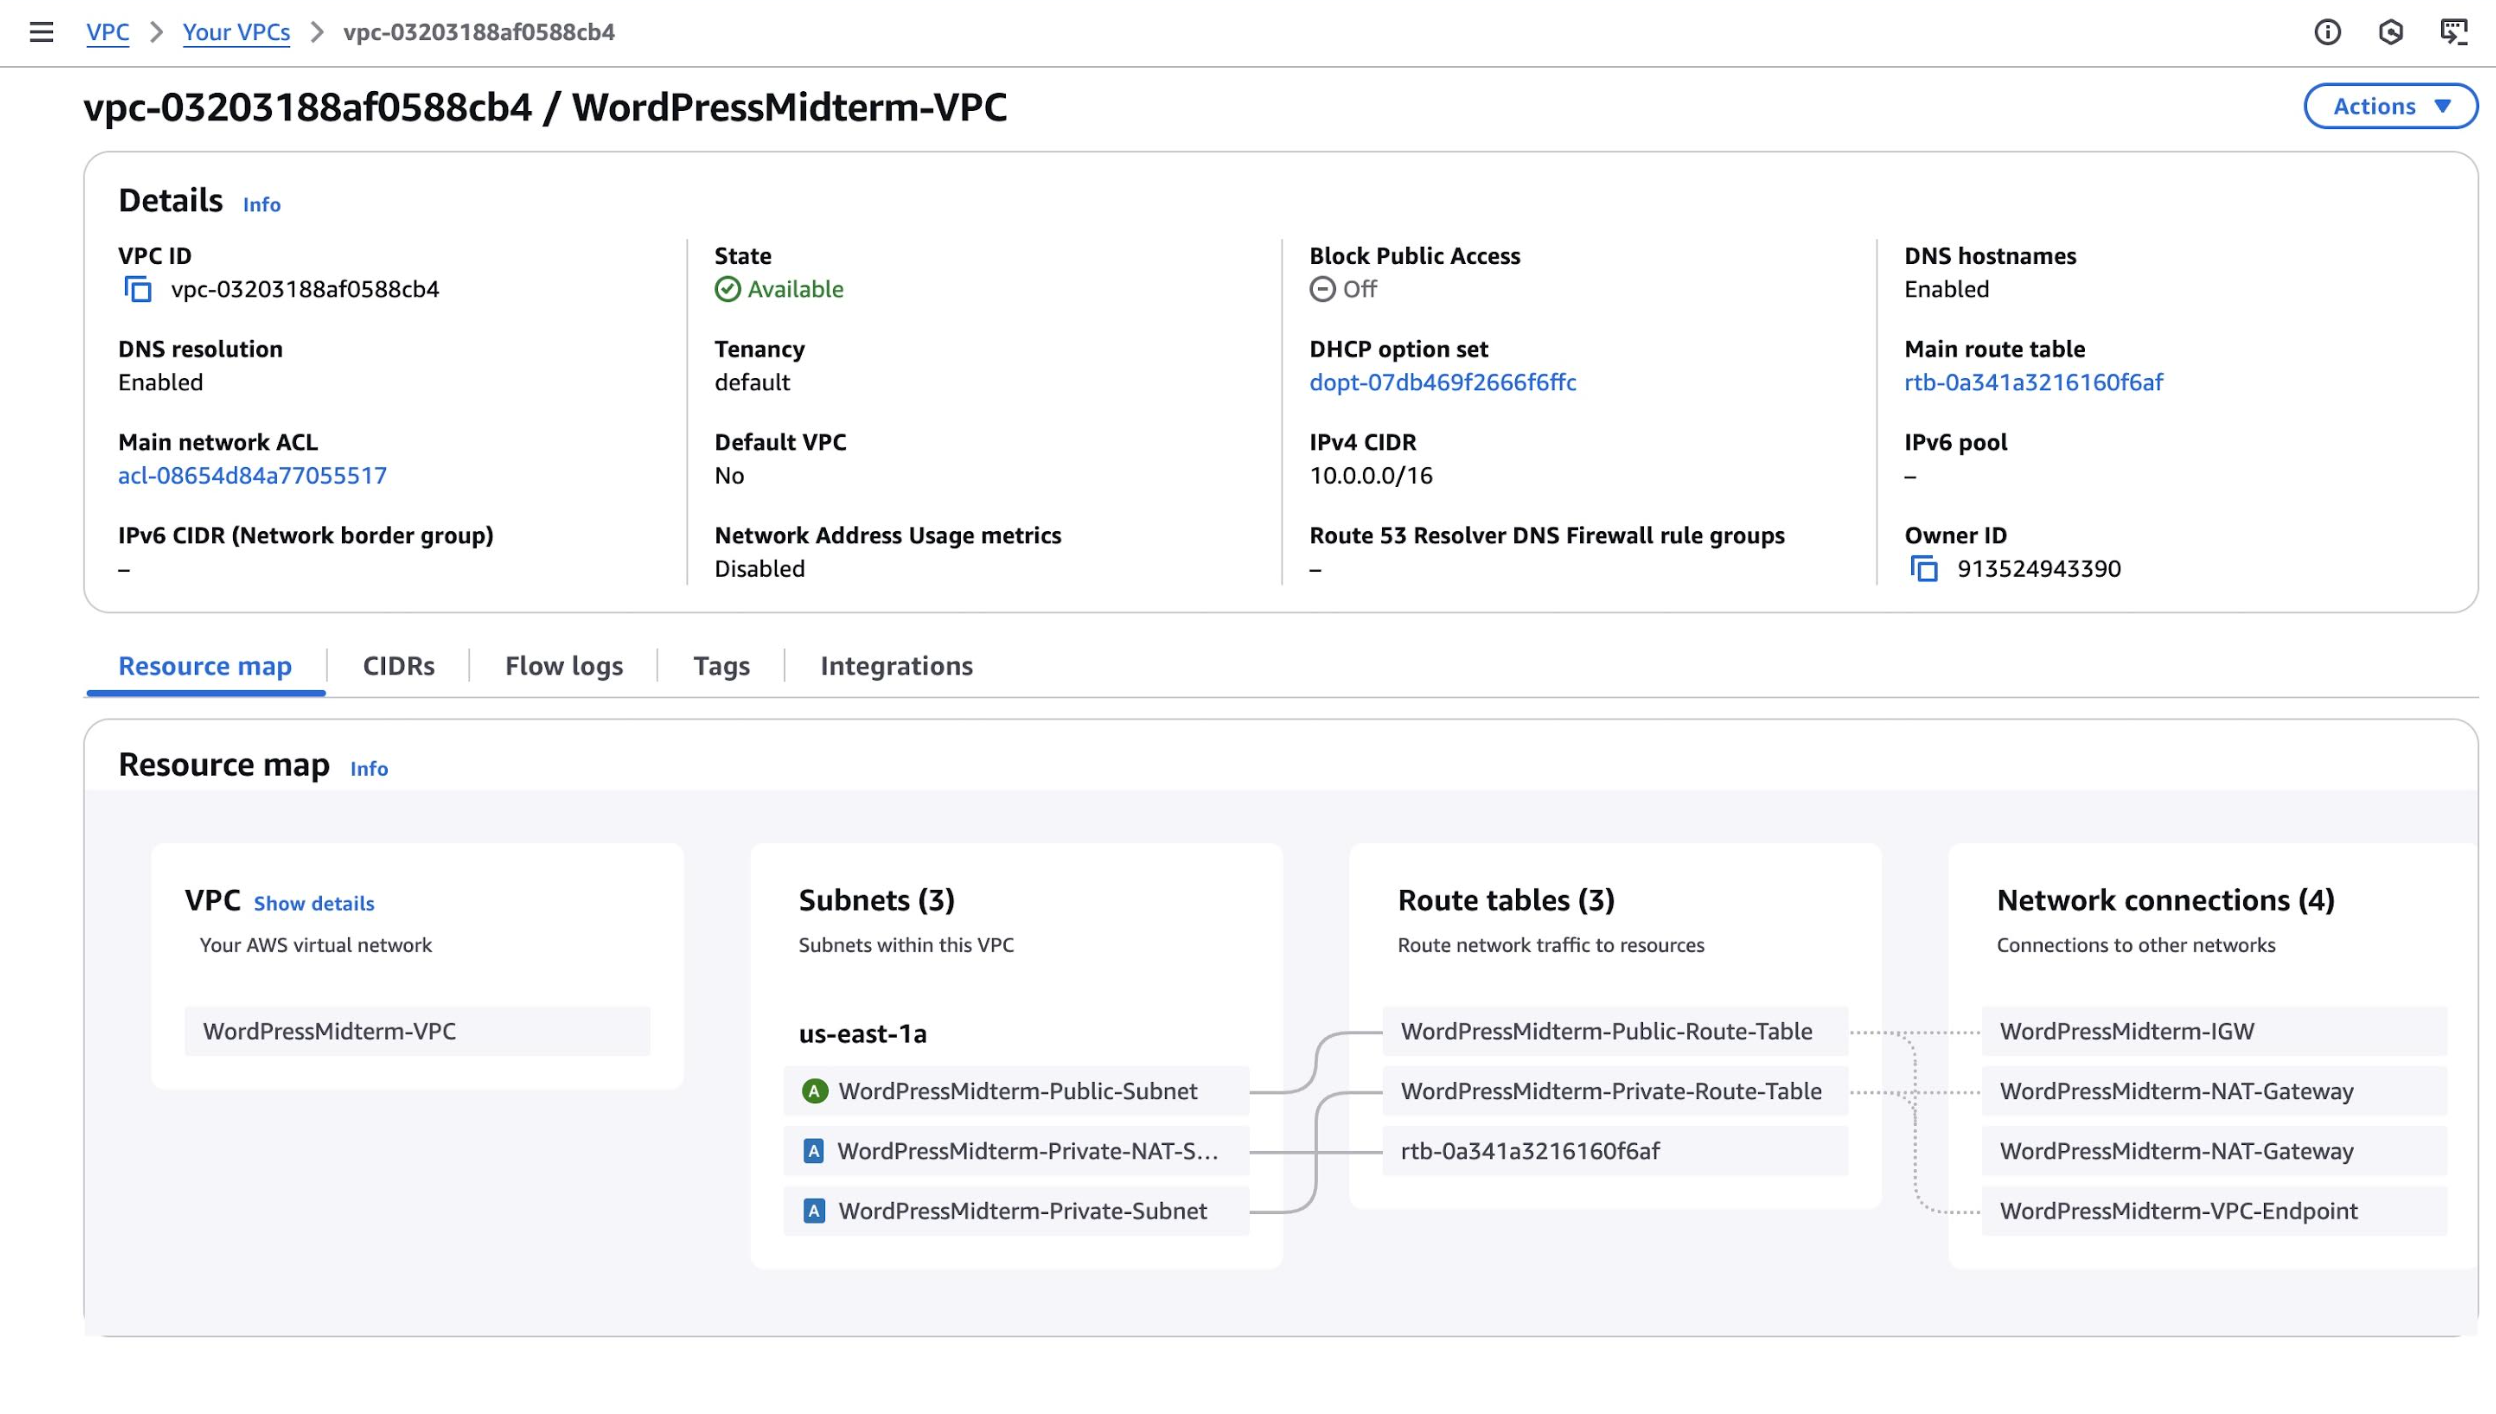 VPC > Your VPCs > vpc-03203188af0588cb4
vpc-03203188af0588cb4 / WordPressMidterm-VPC
Actions
Details Info
VPC ID
vpc-03203188af0588cb4
State
Available
Block Public Access
Off
DNS hostnames
Enabled
DNS resolution
Enabled
Tenancy
default
DHCP option set
dopt-07db469f2666f6ffc
Main route table
rtb-0a341a3216160f6af
Main network ACL
acl-08654d84a77055517
Default VPC
No
IPv4 CIDR
10.0.0.0/16
IPv6 pool
–
IPv6 CIDR (Network border group)
–
Network Address Usage metrics
Disabled
Route 53 Resolver DNS Firewall rule groups
–
Owner ID
913524943390
Resource map
CIDRs
Flow logs
Tags
Integrations
Resource map Info
VPC Show details
Your AWS virtual network
WordPressMidterm-VPC
Subnets (3)
Subnets within this VPC
us-east-1a
A WordPressMidterm-Public-Subnet
A WordPressMidterm-Private-NAT-S...
A WordPressMidterm-Private-Subnet
Route tables (3)
Route network traffic to resources
WordPressMidterm-Public-Route-Table
WordPressMidterm-Private-Route-Table
rtb-0a341a3216160f6af
Network connections (4)
Connections to other networks
WordPressMidterm-IGW
WordPressMidterm-NAT-Gateway
WordPressMidterm-NAT-Gateway
WordPressMidterm-VPC-Endpoint